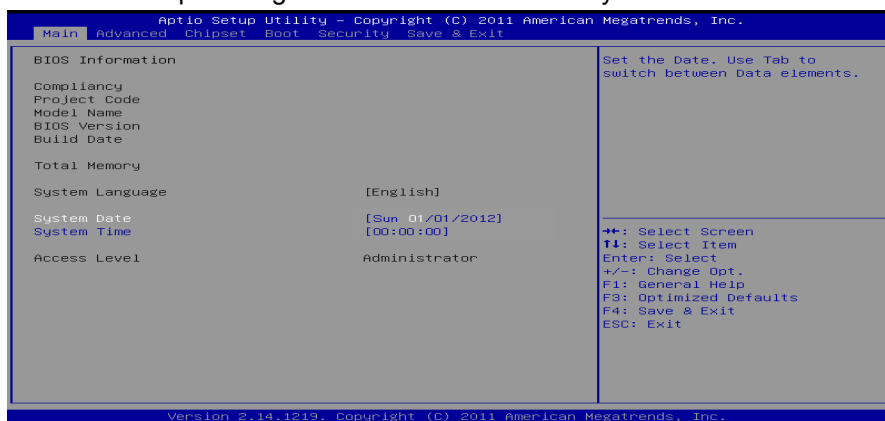 Aptio Setup Utility – Copyright (C) 2011 American Megatrends, Inc.
Main Advanced Chipset Boot Security Save & Exit
BIOS Information
Compliancy
Project Code
Model Name
BIOS Version
Build Date
Total Memory
System Language [English]
System Date [Sun 01/01/2012]
System Time [00:00:00]
Access Level Administrator
Set the Date. Use Tab to
switch between Data elements.
→←: Select Screen
↑↓: Select Item
Enter: Select
+/-: Change Opt.
F1: General Help
F3: Optimized Defaults
F4: Save & Exit
ESC: Exit
Version 2.14.1219. Copyright (C) 2011 American Megatrends, Inc.